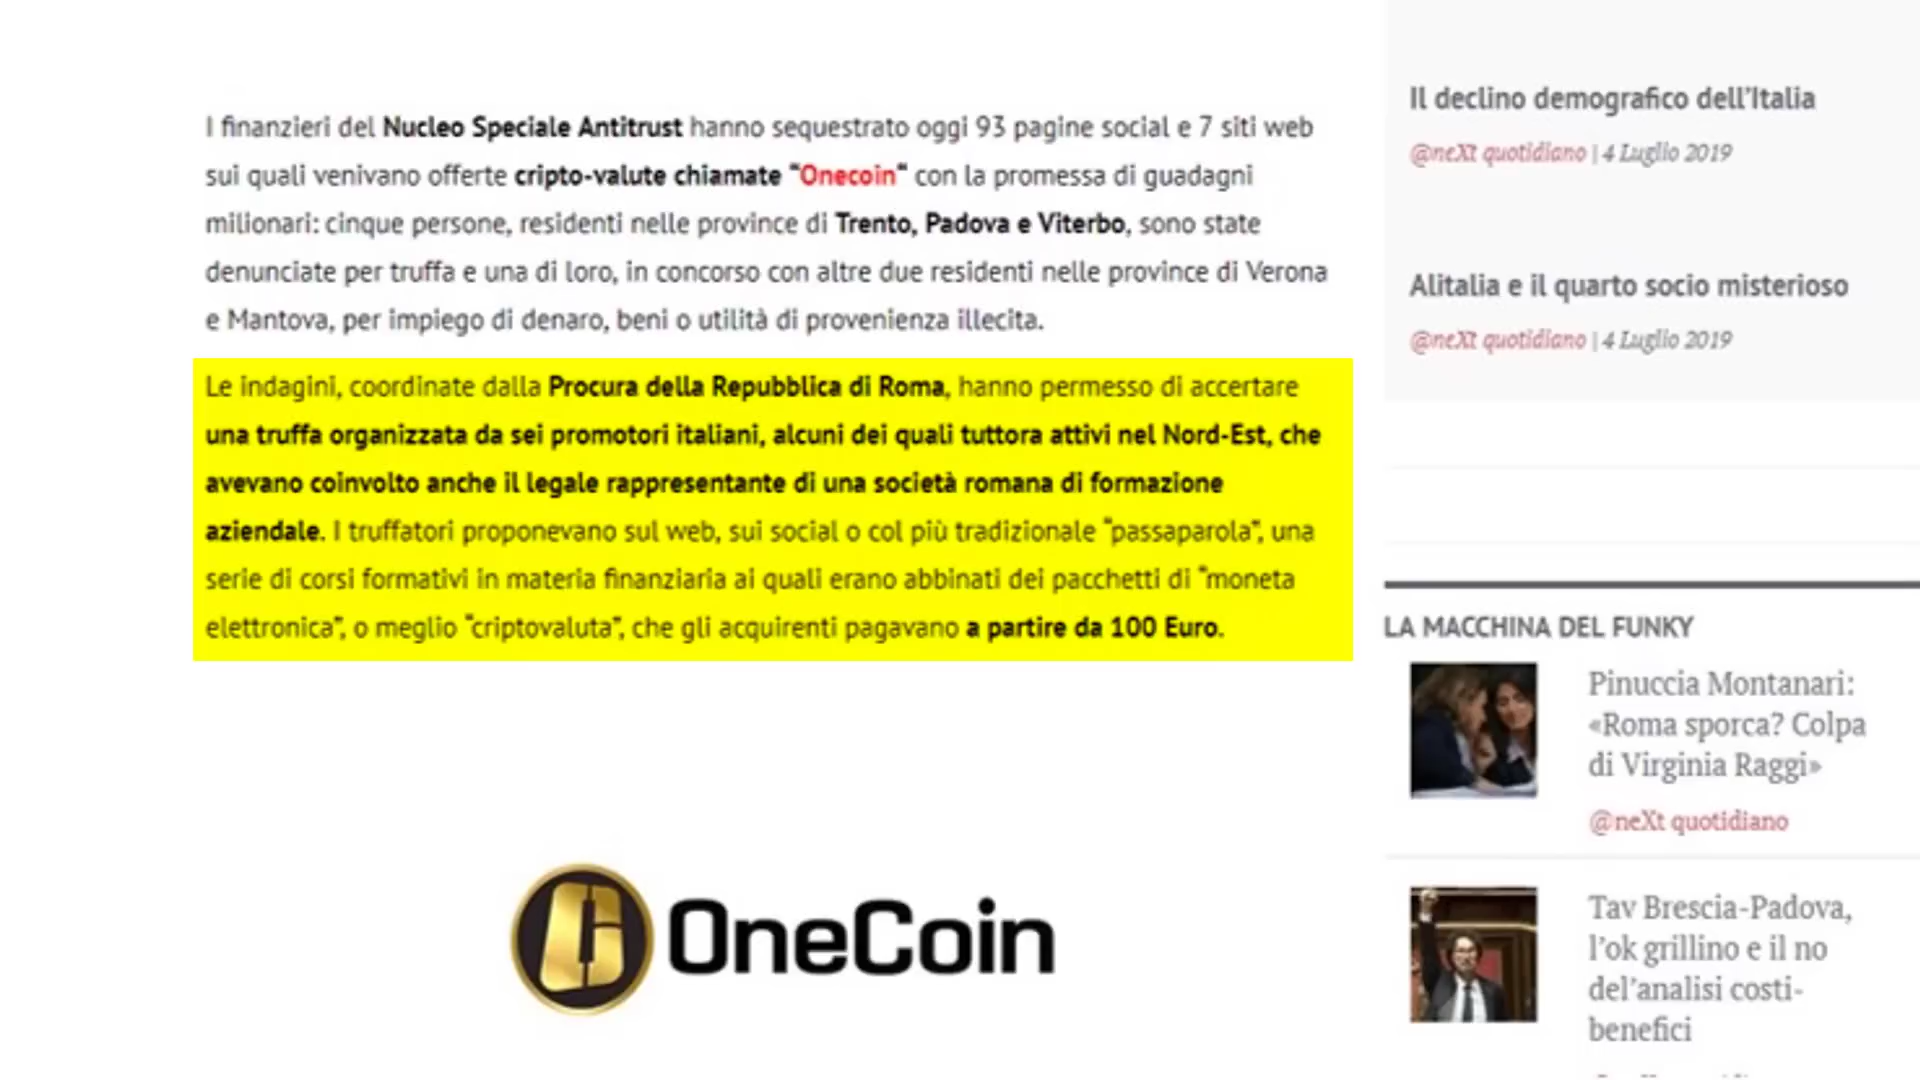 I finanzieri del Nucleo Speciale Antitrust hanno sequestrato oggi 93 pagine social e 7 siti web
sui quali venivano offerte cripto-valute chiamate “Onecoin“ con la promessa di guadagni
milionari: cinque persone, residenti nelle province di Trento, Padova e Viterbo, sono state
denunciate per truffa e una di loro, in concorso con altre due residenti nelle province di Verona
e Mantova, per impiego di denaro, beni o utilità di provenienza illecita.
Le indagini, coordinate dalla Procura della Repubblica di Roma, hanno permesso di accertare
una truffa organizzata da sei promotori italiani, alcuni dei quali tuttora attivi nel Nord-Est, che
avevano coinvolto anche il legale rappresentante di una società romana di formazione
aziendale. I truffatori proponevano sul web, sui social o col più tradizionale “passaparola”, una
serie di corsi formativi in materia finanziaria ai quali erano abbinati dei pacchetti di “moneta
elettronica”, o meglio “criptovaluta”, che gli acquirenti pagavano a partire da 100 Euro.
OneCoin
Il declino demografico dell’Italia
@neXt quotidiano | 4 Luglio 2019
Alitalia e il quarto socio misterioso
@neXt quotidiano | 4 Luglio 2019
LA MACCHINA DEL FUNKY
Pinuccia Montanari:
«Roma sporca? Colpa
di Virginia Raggi»
@neXt quotidiano
Tav Brescia-Padova,
l’ok grillino e il no
del’analisi costi-
benefici